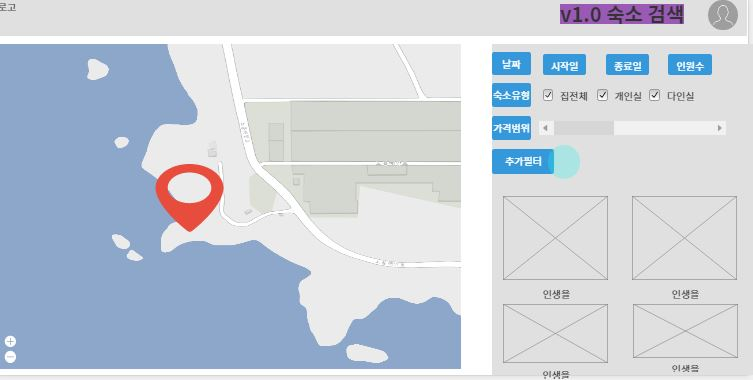 로고
v1.0 숙소 검색
날짜
시작일
종료일
인원수
숙소유형
집전체
개인실
다인실
가격범위
추가필터
인생을
인생을
인생을
인생을